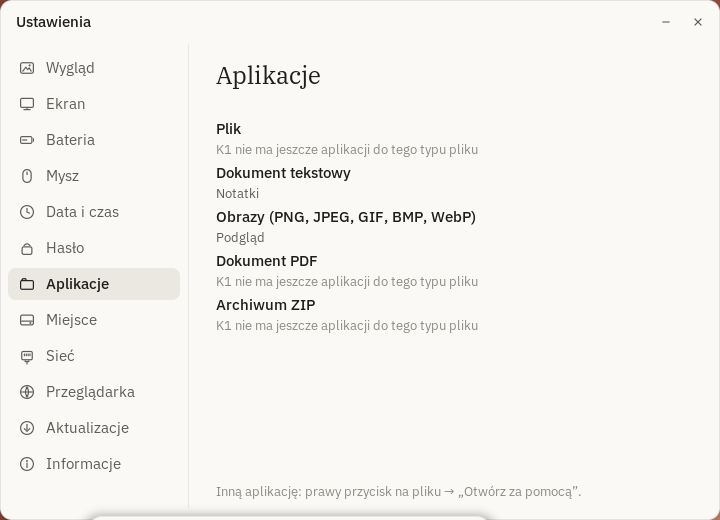 Ustawienia
Wygląd
Ekran
Bateria
Mysz
Data i czas
Hasło
Aplikacje
Miejsce
Sieć
Przeglądarka
Aktualizacje
Informacje
Aplikacje
Plik
K1 nie ma jeszcze aplikacji do tego typu pliku
Dokument tekstowy
Notatki
Obrazy (PNG, JPEG, GIF, BMP, WebP)
Podgląd
Dokument PDF
K1 nie ma jeszcze aplikacji do tego typu pliku
Archiwum ZIP
K1 nie ma jeszcze aplikacji do tego typu pliku
Inną aplikację: prawy przycisk na pliku → „Otwórz za pomocą”.